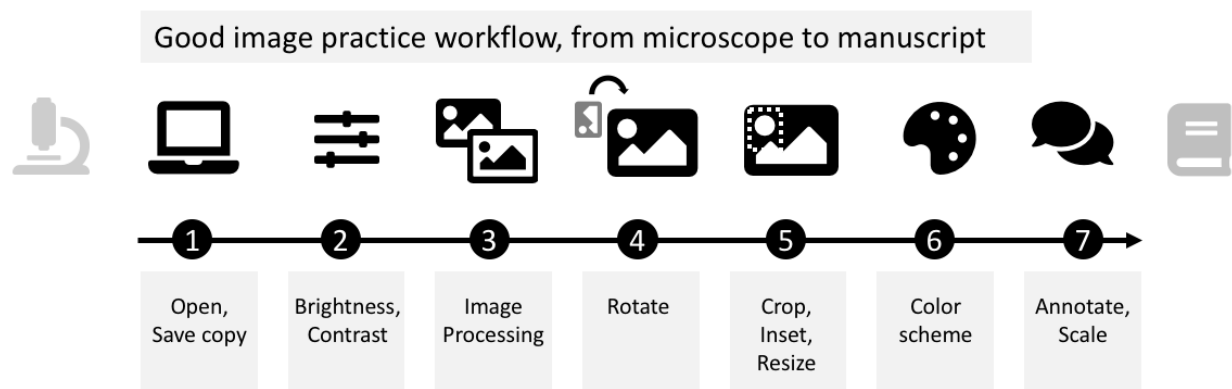 Good image practice workflow, from microscope to manuscript
1
2
3
4
5
6
7
Open,
Save copy
Brightness,
Contrast
Image
Processing
Rotate
Crop,
Inset,
Resize
Color
scheme
Annotate,
Scale